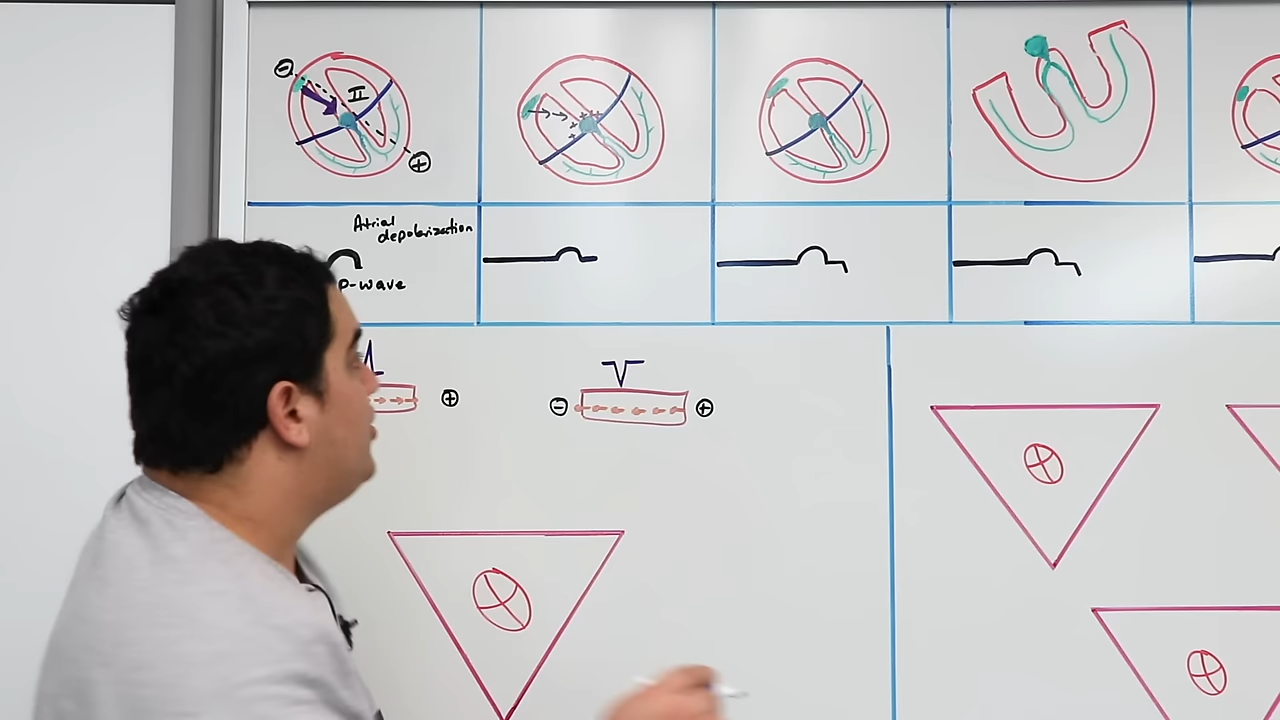 ⊖
II
⊕
Atrial
depolarization
P-wave
⊕
⊖
⊕